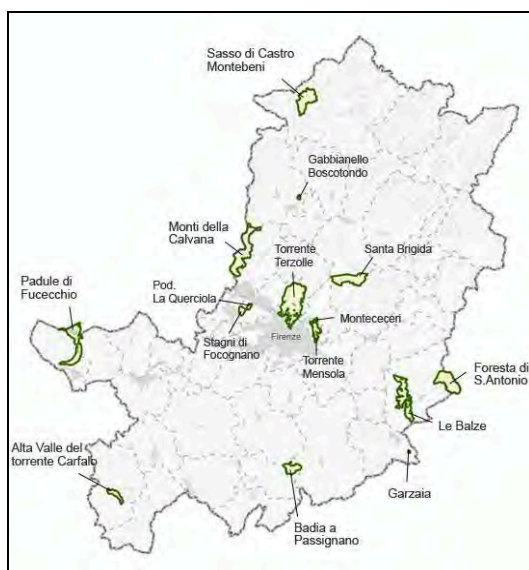 Sasso di Castro
Montebeni
Gabbianello
Boscotondo
Monti della
Calvana
Torrente
Terzolle
Santa Brigida
Padule di
Fucecchio
Pod.
La Querciola
Stagni di
Focognano
Firenze
Montececeri
Torrente
Mensola
Foresta di
S.Antonio
Le Balze
Alta Valle del
torrente Carfalo
Garzaia
Badia a
Passignano